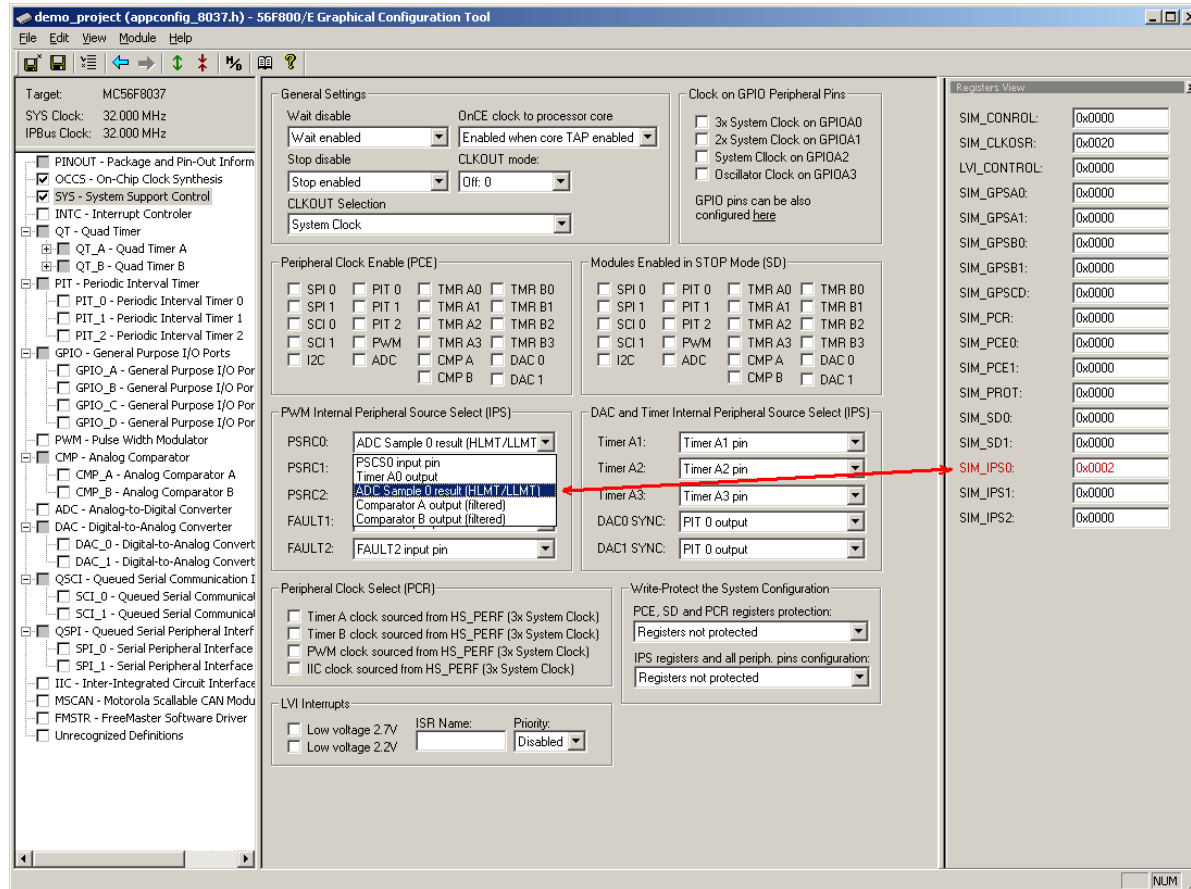 demo_project (appconfig_8037.h) - 56F800/E Graphical Configuration Tool
File Edit View Module Help
Target: MC56F8037
SYS Clock: 32.000 MHz
IPBus Clock: 32.000 MHz
PINOUT - Package and Pin-Out Inform
OCCS - On-Chip Clock Synthesis
SYS - System Support Control
INTC - Interrupt Controler
QT - Quad Timer
QT_A - Quad Timer A
QT_B - Quad Timer B
PIT - Periodic Interval Timer
PIT_0 - Periodic Interval Timer 0
PIT_1 - Periodic Interval Timer 1
PIT_2 - Periodic Interval Timer 2
GPIO - General Purpose I/O Ports
GPIO_A - General Purpose I/O Por
GPIO_B - General Purpose I/O Por
GPIO_C - General Purpose I/O Por
GPIO_D - General Purpose I/O Por
PWM - Pulse Width Modulator
CMP - Analog Comparator
CMP_A - Analog Comparator A
CMP_B - Analog Comparator B
ADC - Analog-to-Digital Converter
DAC - Digital-to-Analog Converter
DAC_0 - Digital-to-Analog Convert
DAC_1 - Digital-to-Analog Convert
QSCI - Queued Serial Communication I
SCI_0 - Queued Serial Communicat
SCI_1 - Queued Serial Communicat
QSPI - Queued Serial Peripheral Interf
SPI_0 - Serial Peripheral Interface
SPI_1 - Serial Peripheral Interface
IIC - Inter-Integrated Circuit Interface
MSCAN - Motorola Scallable CAN Modu
FMSTR - FreeMaster Software Driver
Unrecognized Definitions
General Settings
Wait disable OnCE clock to processor core
Wait enabled Enabled when core TAP enabled
Stop disable CLKOUT mode:
Stop enabled Off: 0
CLKOUT Selection
System Clock
Clock on GPIO Peripheral Pins
3x System Clock on GPIOA0
2x System Clock on GPIOA1
System Cllock on GPIOA2
Oscillator Clock on GPIOA3
GPIO pins can be also
configured here
Peripheral Clock Enable (PCE)
SPI 0 PIT 0 TMR A0 TMR B0
SPI 1 PIT 1 TMR A1 TMR B1
SCI 0 PIT 2 TMR A2 TMR B2
SCI 1 PWM TMR A3 TMR B3
I2C ADC CMP A DAC 0
CMP B DAC 1
Modules Enabled in STOP Mode (SD)
SPI 0 PIT 0 TMR A0 TMR B0
SPI 1 PIT 1 TMR A1 TMR B1
SCI 0 PIT 2 TMR A2 TMR B2
SCI 1 PWM TMR A3 TMR B3
I2C ADC CMP A DAC 0
CMP B DAC 1
PWM Internal Peripheral Source Select (IPS)
PSRC0: ADC Sample 0 result (HLMT/LLMT
PSRC1: PSCS0 input pin
Timer A0 output
PSRC2: ADC Sample 0 result (HLMT/LLMT)
Comparator A output (filtered)
FAULT1: Comparator B output (filtered)
FAULT2: FAULT2 input pin
DAC and Timer Internal Peripheral Source Select (IPS)
Timer A1: Timer A1 pin
Timer A2: Timer A2 pin
Timer A3: Timer A3 pin
DAC0 SYNC: PIT 0 output
DAC1 SYNC: PIT 0 output
Peripheral Clock Select (PCR)
Timer A clock sourced from HS_PERF (3x System Clock)
Timer B clock sourced from HS_PERF (3x System Clock)
PWM clock sourced from HS_PERF (3x System Clock)
IIC clock sourced from HS_PERF (3x System Clock)
Write-Protect the System Configuration
PCE, SD and PCR registers protection:
Registers not protected
IPS registers and all periph. pins configuration:
Registers not protected
LVI Interrupts
Low voltage 2.7V ISR Name: Priority:
Low voltage 2.2V Disabled
Registers View
SIM_CONROL: 0x0000
SIM_CLKOSR: 0x0020
LVI_CONTROL: 0x0000
SIM_GPSA0: 0x0000
SIM_GPSA1: 0x0000
SIM_GPSB0: 0x0000
SIM_GPSB1: 0x0000
SIM_GPSCD: 0x0000
SIM_PCR: 0x0000
SIM_PCE0: 0x0000
SIM_PCE1: 0x0000
SIM_PROT: 0x0000
SIM_SD0: 0x0000
SIM_SD1: 0x0000
SIM_IPS0: 0x0002
SIM_IPS1: 0x0000
SIM_IPS2: 0x0000
NUM